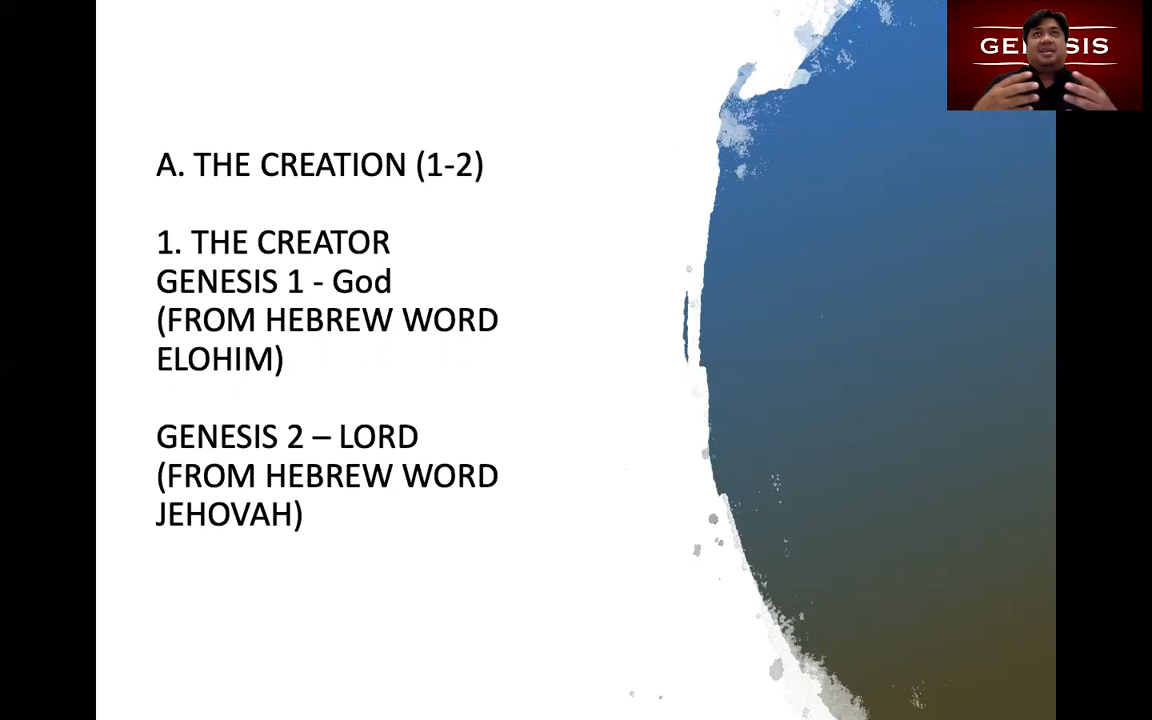 A. THE CREATION (1-2)
1. THE CREATOR
GENESIS 1 - God
(FROM HEBREW WORD
ELOHIM)
GENESIS 2 – LORD
(FROM HEBREW WORD
JEHOVAH)